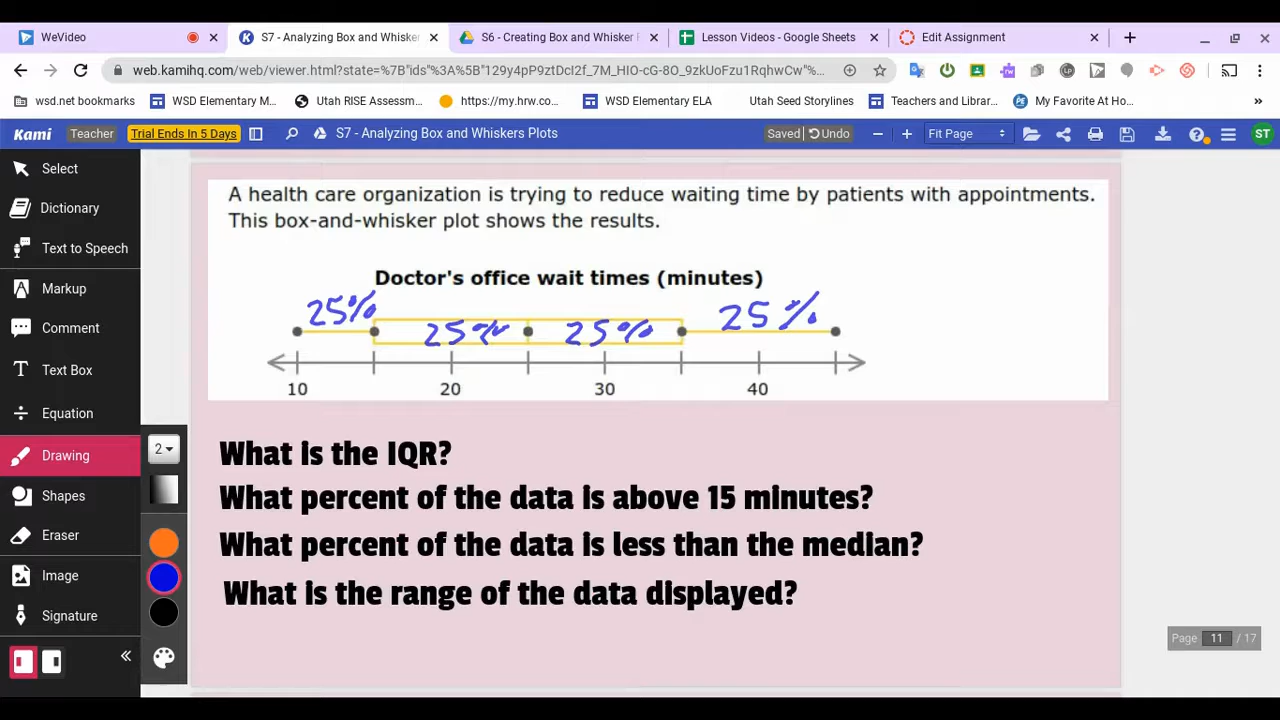 WeVideo
S7 - Analyzing Box and Whisker
S6 - Creating Box and Whisker
Lesson Videos - Google Sheets
Edit Assignment
web.kamihq.com/web/viewer.html?state=%7B"ids"%3A%5B"129y4pP9ztDcI2f_7M_HIO-cG-8O_9zkUoFzu1RqhwCw"%...
wsd.net bookmarks
WSD Elementary M...
Utah RISE Assessm...
https://my.hrw.co...
WSD Elementary ELA
Utah Seed Storylines
Teachers and Librar...
My Favorite At Ho...
»
Kami
Teacher
Trial Ends In 5 Days
S7 - Analyzing Box and Whiskers Plots
Saved
Undo
Fit Page
ST
Select
Dictionary
Text to Speech
Markup
Comment
Text Box
Equation
Drawing
Shapes
Eraser
Image
Signature
2
A health care organization is trying to reduce waiting time by patients with appointments.
This box-and-whisker plot shows the results.
Doctor's office wait times (minutes)
25% 25% 25% 25%
10 20 30 40
What is the IQR?
What percent of the data is above 15 minutes?
What percent of the data is less than the median?
What is the range of the data displayed?
Page 11 / 17